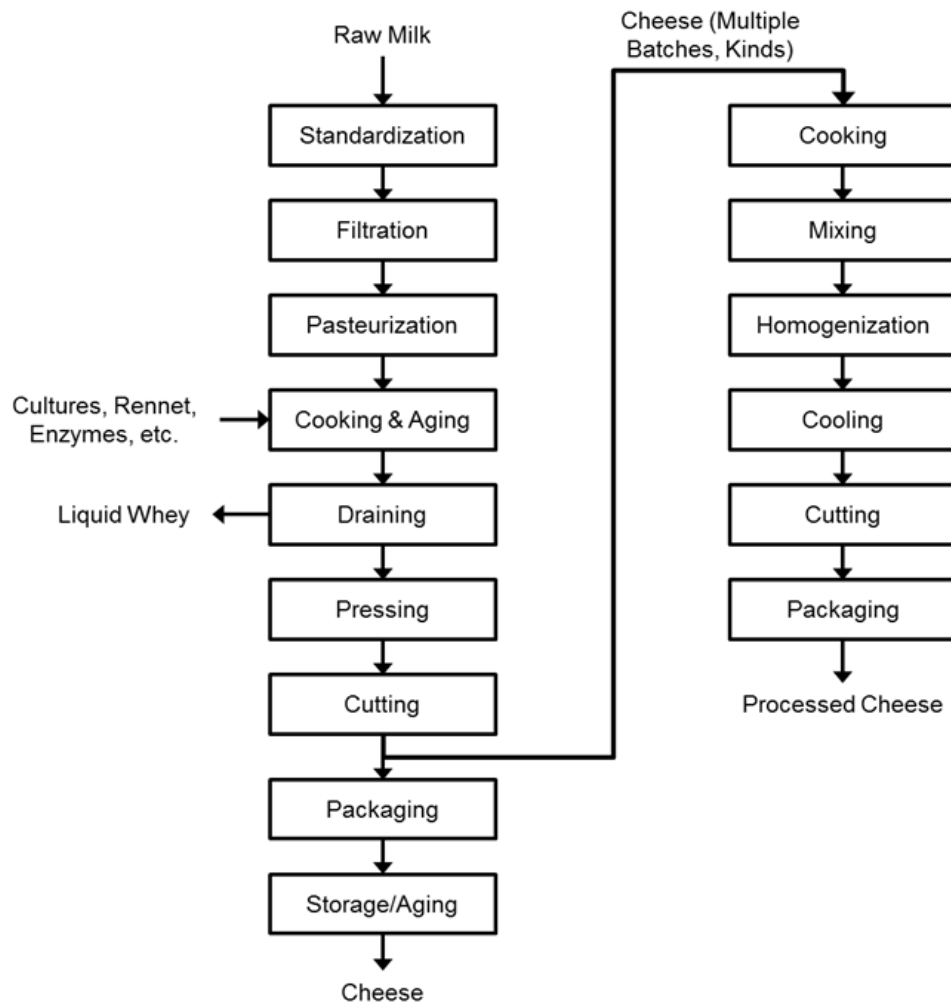 Raw Milk
Standardization
Filtration
Pasteurization
Cultures, Rennet,
Enzymes, etc.
Cooking & Aging
Liquid Whey
Draining
Pressing
Cutting
Packaging
Storage/Aging
Cheese
Cheese (Multiple
Batches, Kinds)
Cooking
Mixing
Homogenization
Cooling
Cutting
Packaging
Processed Cheese